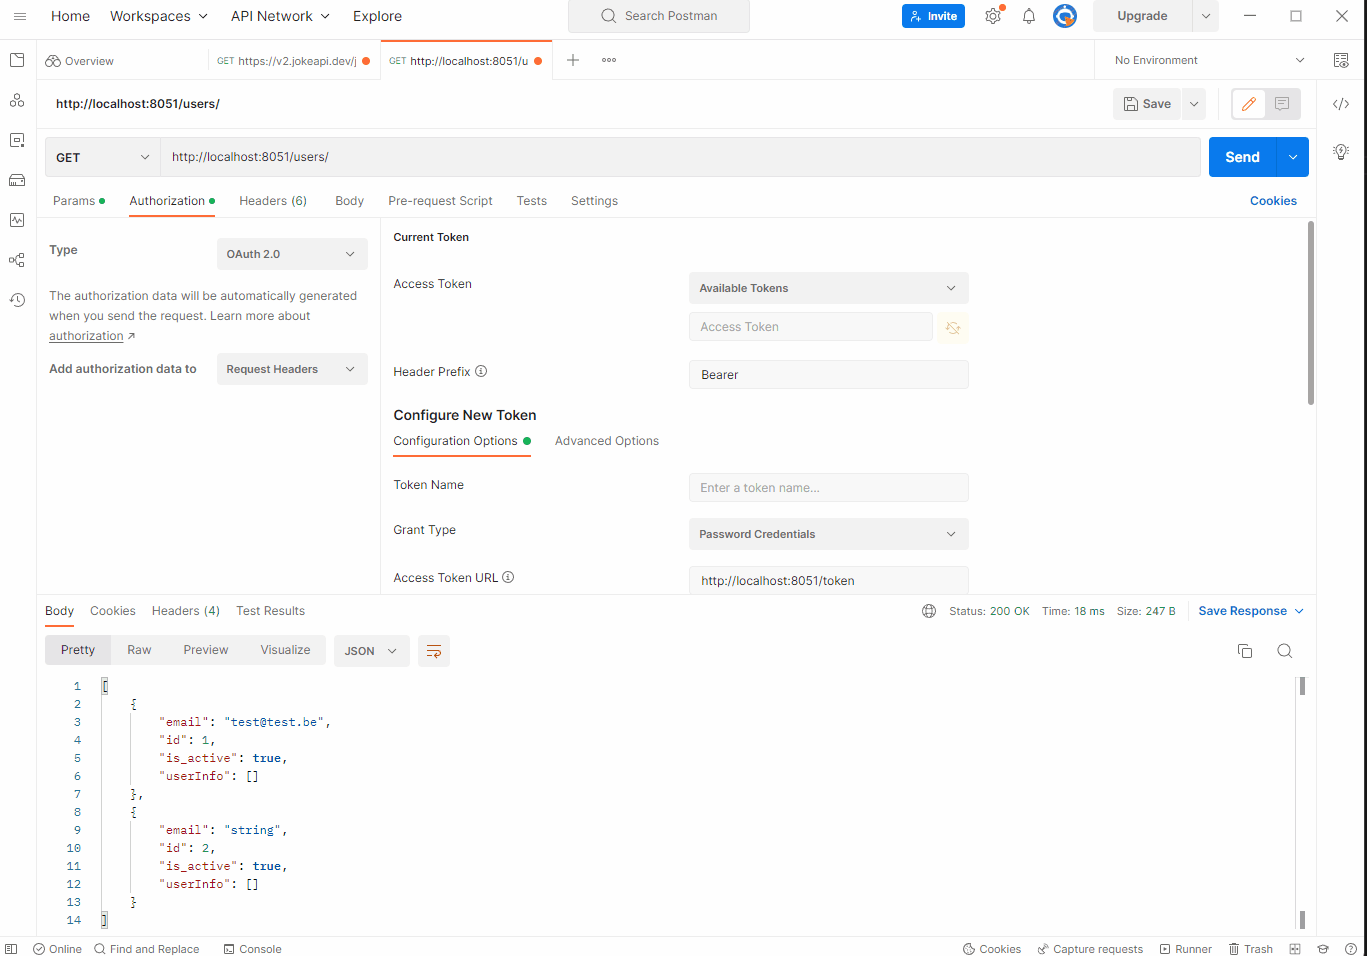 Home Workspaces API Network Explore Search Postman Invite Upgrade
Overview GET https://v2.jokeapi.dev/j GET http://localhost:8051/u No Environment
http://localhost:8051/users/ Save
GET http://localhost:8051/users/ Send
Params Authorization Headers (6) Body Pre-request Script Tests Settings Cookies
Type OAuth 2.0
The authorization data will be automatically generated
when you send the request. Learn more about
authorization ↗
Add authorization data to Request Headers
Current Token
Access Token Available Tokens
Access Token
Header Prefix Bearer
Configure New Token
Configuration Options Advanced Options
Token Name Enter a token name...
Grant Type Password Credentials
Access Token URL http://localhost:8051/token
Body Cookies Headers (4) Test Results Status: 200 OK Time: 18 ms Size: 247 B Save Response
Pretty Raw Preview Visualize JSON
1 [
2 {
3 "email": "test@test.be",
4 "id": 1,
5 "is_active": true,
6 "userInfo": []
7 },
8 {
9 "email": "string",
10 "id": 2,
11 "is_active": true,
12 "userInfo": []
13 }
14 ]
Online Find and Replace Console Cookies Capture requests Runner Trash